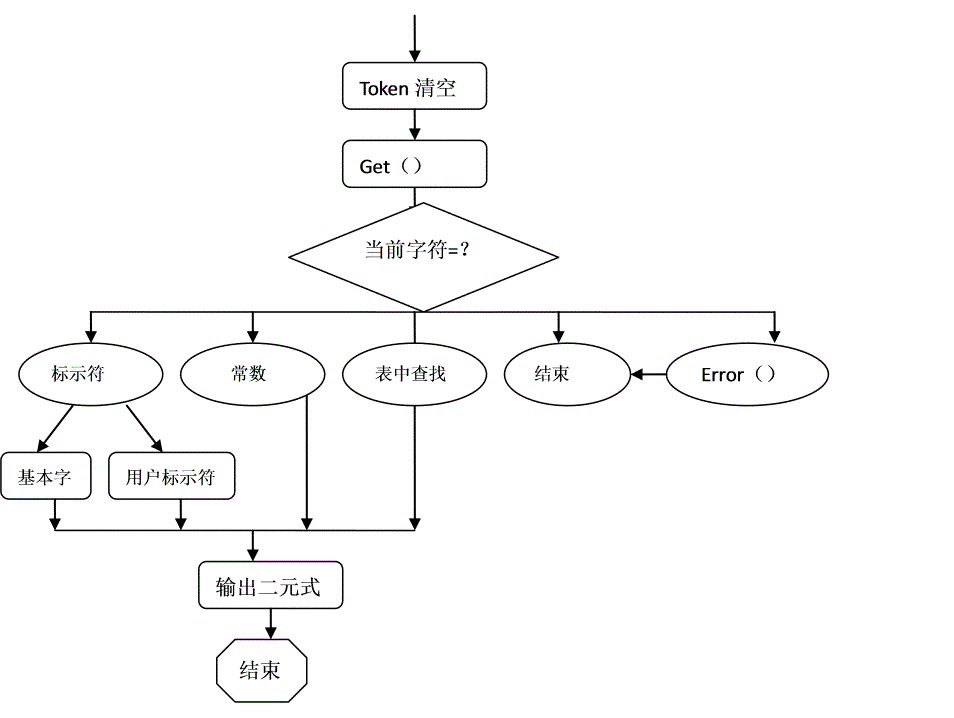 Token 清空
Get（）
当前字符=?
标示符
常数
表中查找
结束
Error（）
基本字
用户标示符
输出二元式
结束